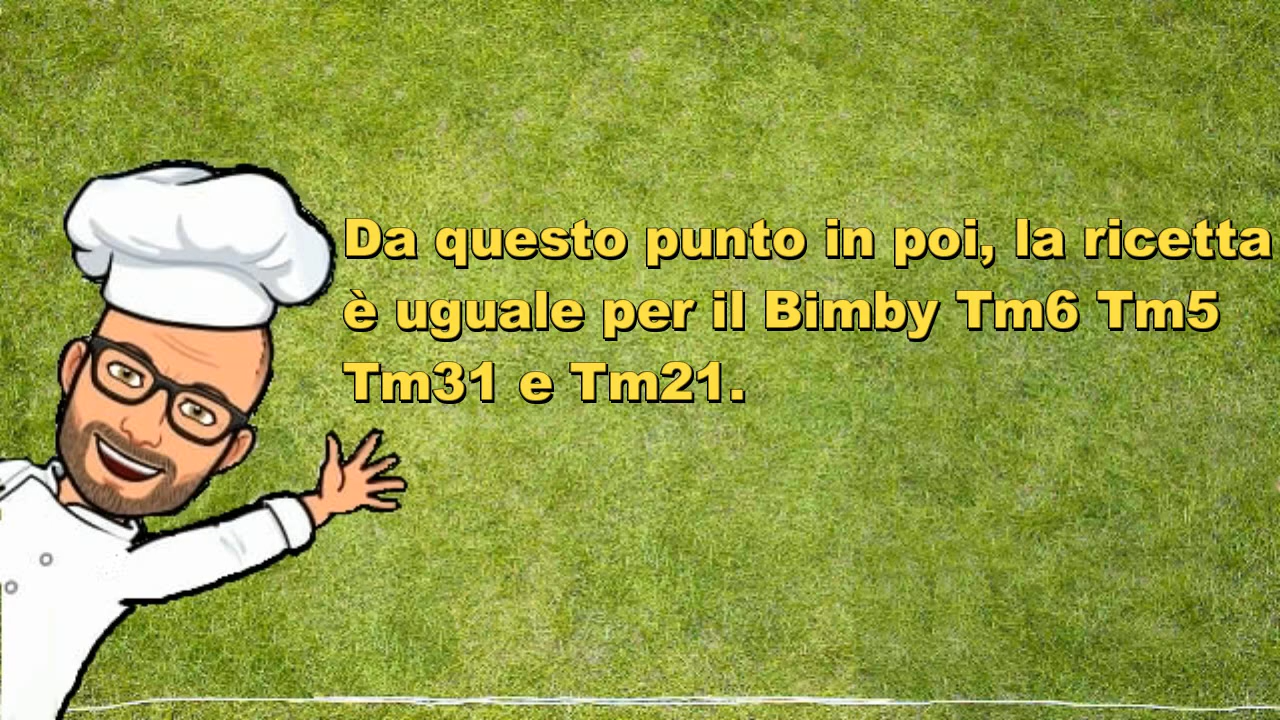 Da questo punto in poi, la ricetta
è uguale per il Bimby Tm6 Tm5
Tm31 e Tm21.